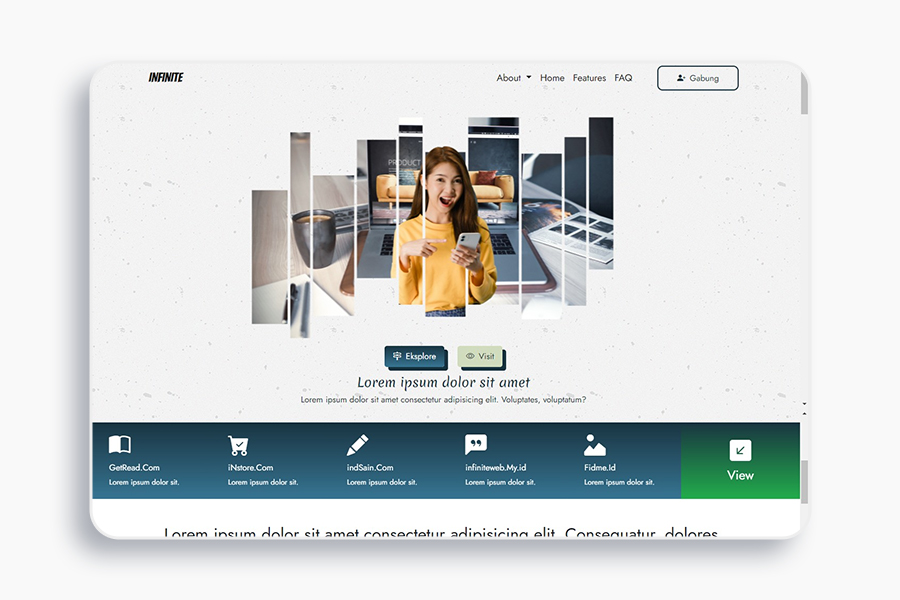 INFINITE
About Home Features FAQ Gabung
PRODUCT
Eksplore Visit
Lorem ipsum dolor sit amet
Lorem ipsum dolor sit amet consectetur adipisicing elit. Voluptates, voluptatum?
GetRead.Com iNstore.Com indSain.Com infiniteweb.My.id Fidme.Id
Lorem ipsum dolor sit. Lorem ipsum dolor sit. Lorem ipsum dolor sit. Lorem ipsum dolor sit. Lorem ipsum dolor sit.
View
Lorem ipsum dolor sit amet consectetur adipisicing elit. Consequatur, dolores